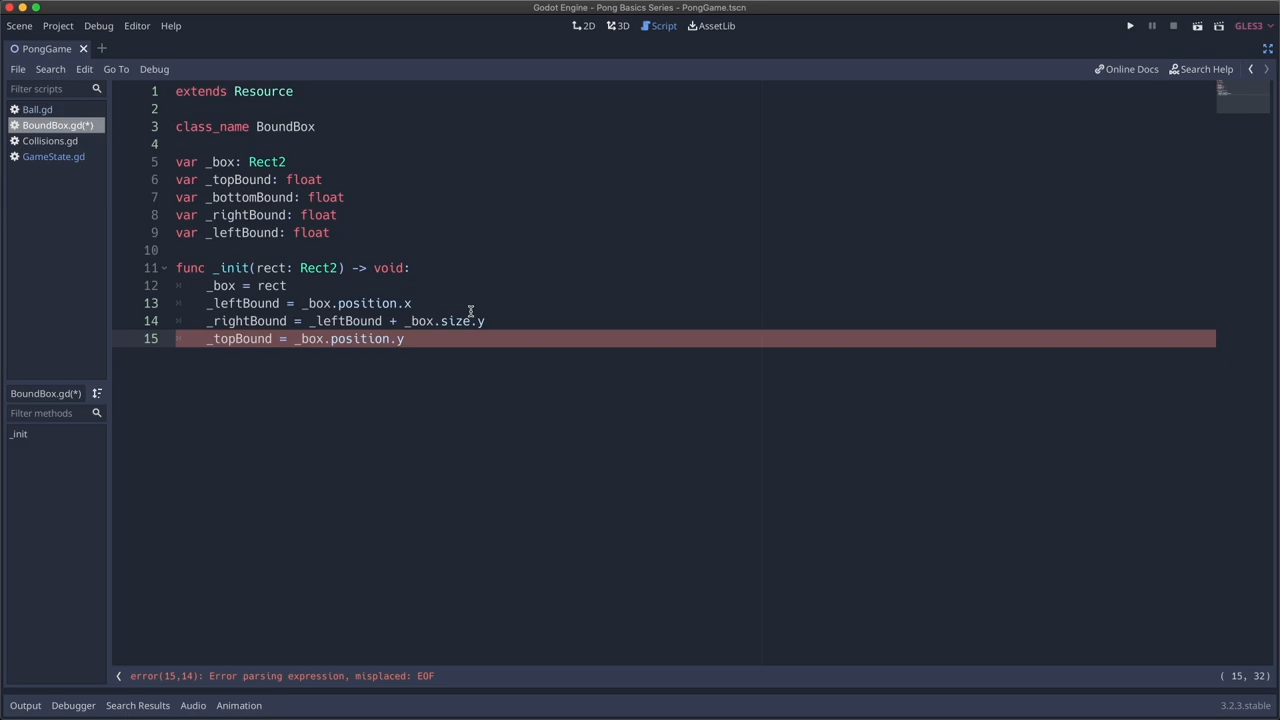 Godot Engine - Pong Basics Series - PongGame.tscn
Scene Project Debug Editor Help 2D 3D Script AssetLib GLES3
PongGame
File Search Edit Go To Debug Online Docs Search Help
Filter scripts
Ball.gd
BoundBox.gd(*)
Collisions.gd
GameState.gd
BoundBox.gd(*)
Filter methods
_init
1 extends Resource
2
3 class_name BoundBox
4
5 var _box: Rect2
6 var _topBound: float
7 var _bottomBound: float
8 var _rightBound: float
9 var _leftBound: float
10
11 func _init(rect: Rect2) -> void:
12 _box = rect
13 _leftBound = _box.position.x
14 _rightBound = _leftBound + _box.size.y
15 _topBound = _box.position.y
error(15,14): Error parsing expression, misplaced: EOF ( 15, 32)
Output Debugger Search Results Audio Animation 3.2.3.stable